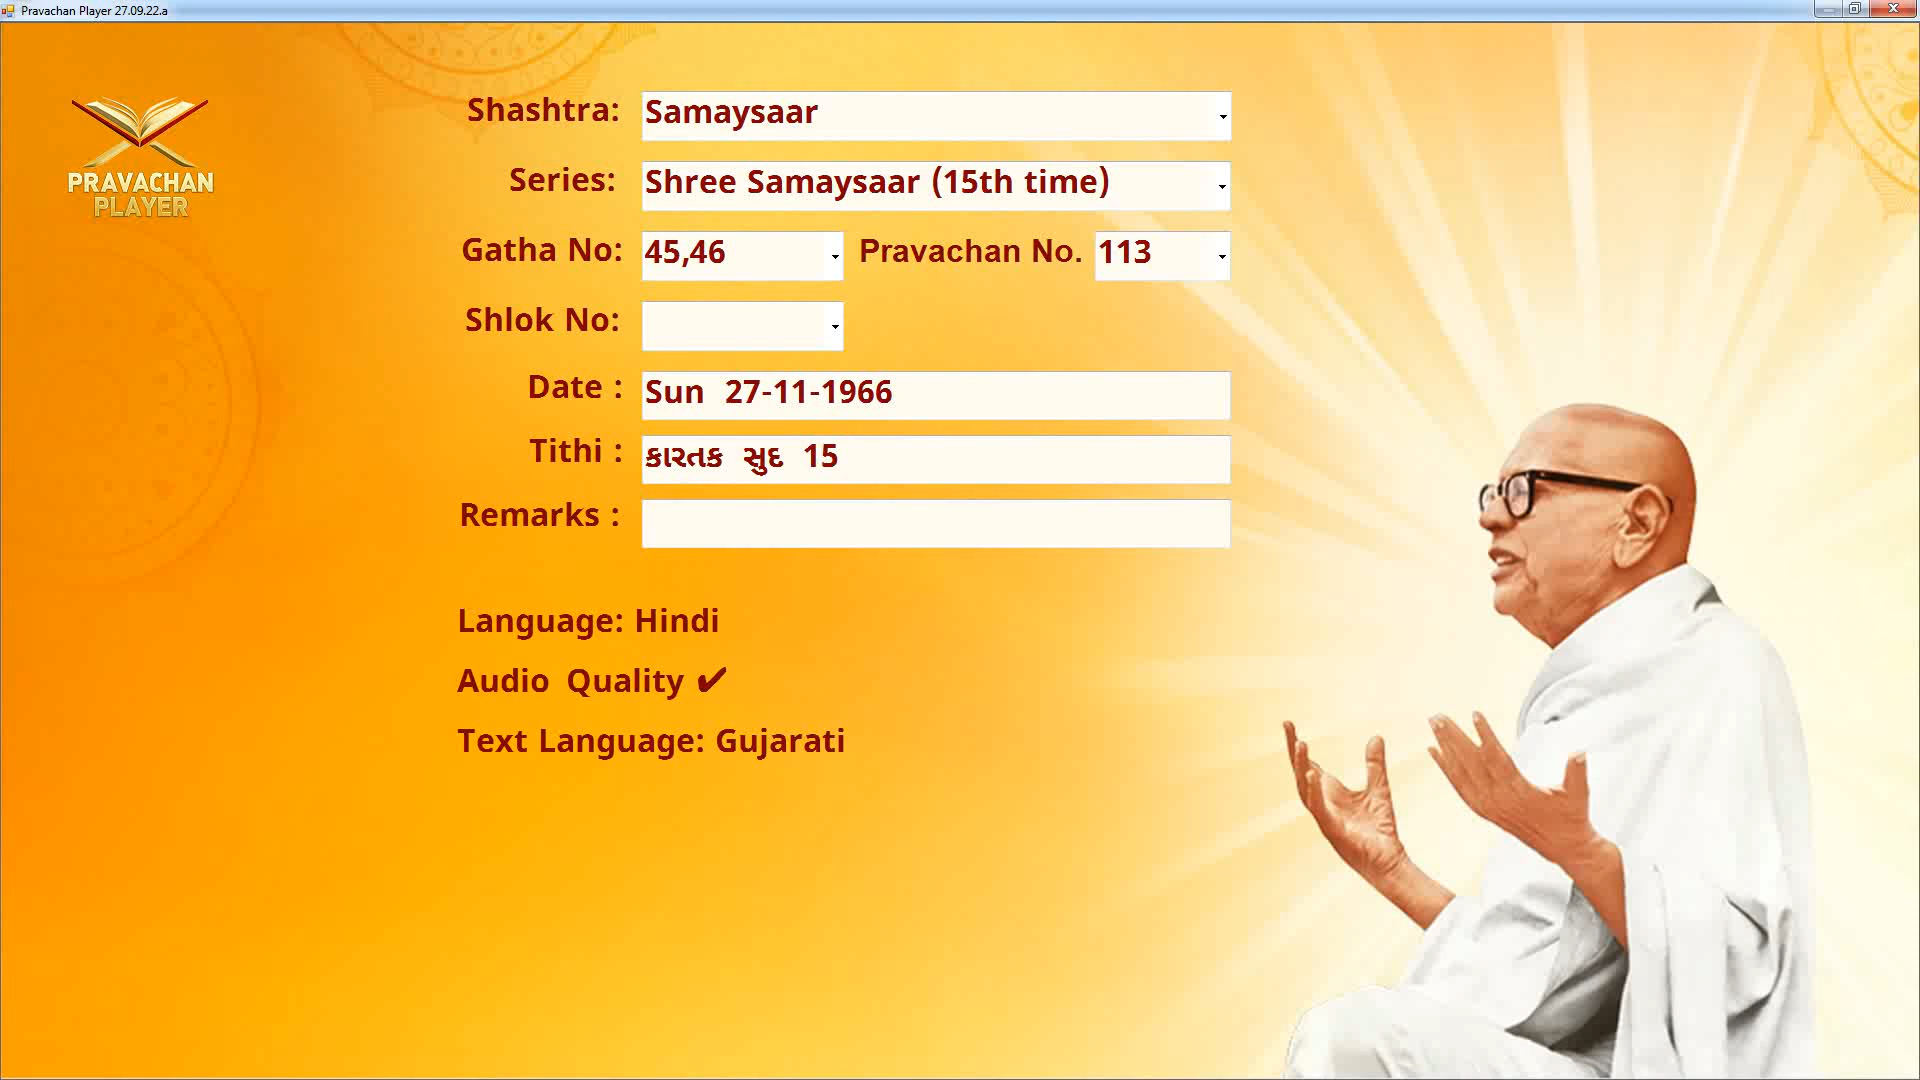 Pravachan Player 27.09.22.a
PRAVACHAN
PLAYER
Shashtra: Samaysaar
Series: Shree Samaysaar (15th time)
Gatha No: 45,46 Pravachan No. 113
Shlok No:
Date : Sun 27-11-1966
Tithi : કારતક સુદ 15
Remarks :
Language: Hindi
Audio Quality ✔
Text Language: Gujarati